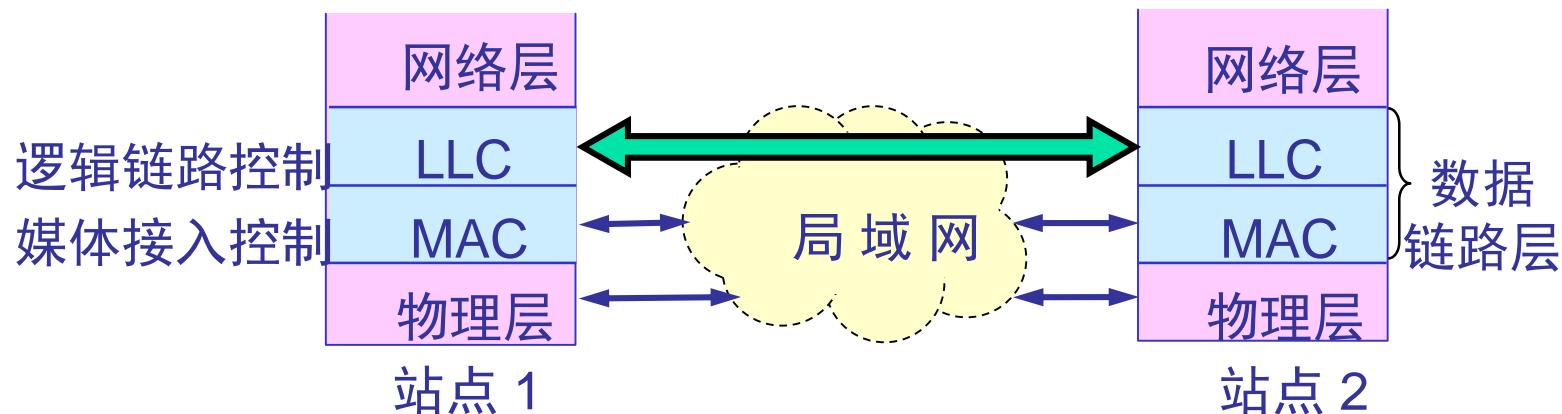 网络层
网络层
逻辑链路控制
LLC
LLC
数据
链路层
媒体接入控制
MAC
局域网
MAC
物理层
物理层
站点 1
站点 2